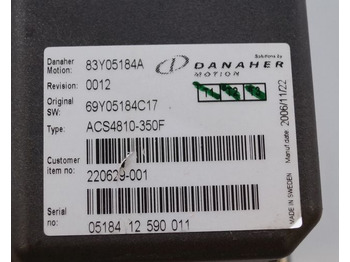 Danaher Motion: 83Y05184A
Solutions by
DANAHER
MOTION
Revision: 0012
Original SW: 69Y05184C17
Type: ACS4810-350F
Customer item no: 220629-001
Serial no: 05184 12 590 011
Manuf date 2006/11/22
MADE IN SWEDEN